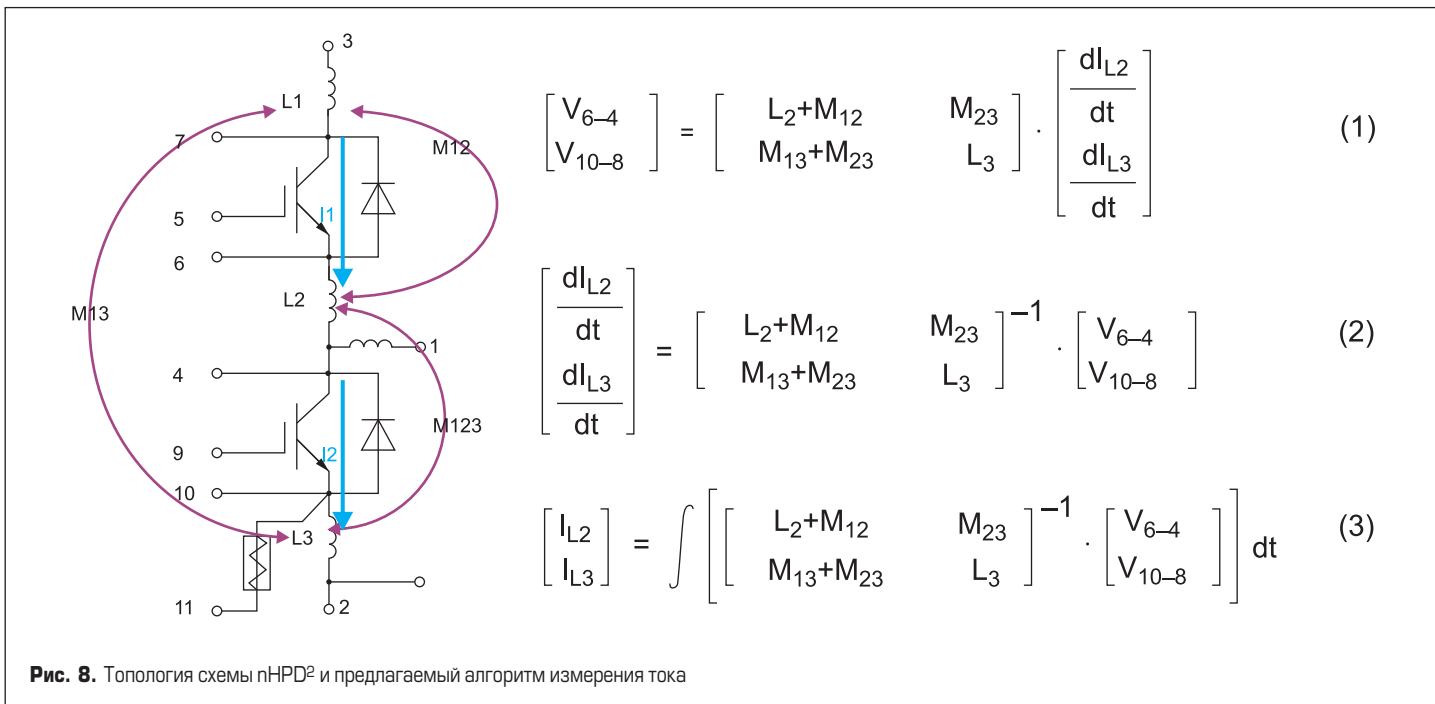 3
L1
7
M12
5
I1
6
L2
M13
1
4
M123
9
I2
10
L3
11
2
[V6–4
V10–8] = [L2+M12 M23
M13+M23 L3] · [dIL2
dt
dIL3
dt] (1)
[dIL2
dt
dIL3
dt] = [L2+M12 M23
M13+M23 L3]–1 · [V6–4
V10–8] (2)
[IL2
IL3] = ∫ [[L2+M12 M23
M13+M23 L3]–1 · [V6–4
V10–8]] dt (3)
Рис. 8. Топология схемы nHPD2 и предлагаемый алгоритм измерения тока